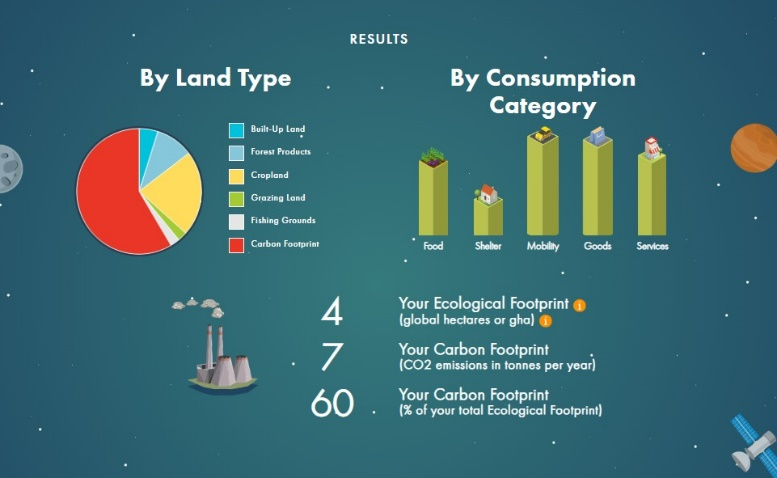 RESULTS
By Land Type
Built-Up Land
Forest Products
Cropland
Grazing Land
Fishing Grounds
Carbon Footprint
By Consumption
Category
Food
Shelter
Mobility
Goods
Services
4
Your Ecological Footprint i
(global hectares or gha) i
7
Your Carbon Footprint
(CO2 emissions in tonnes per year)
60
Your Carbon Footprint
(% of your total Ecological Footprint)